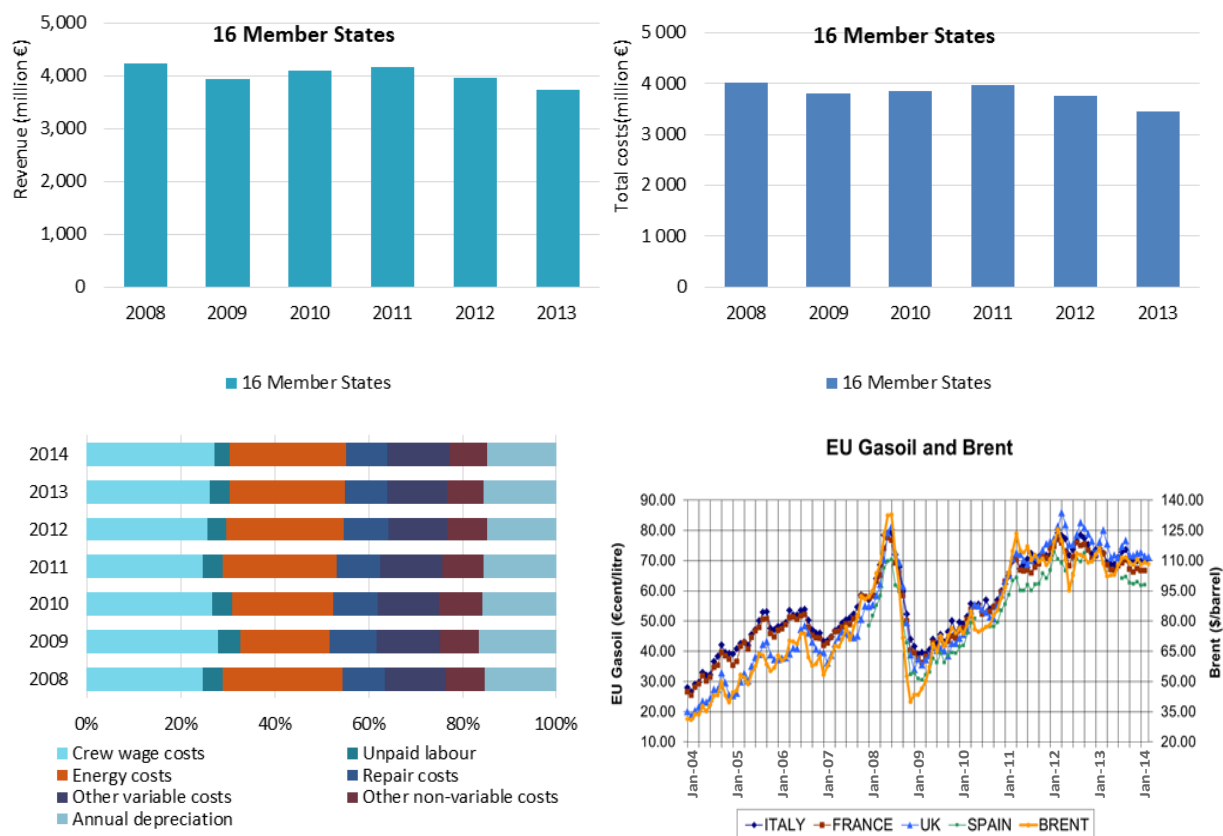 16 Member States
Revenue (million €)
5,000
4,000
3,000
2,000
1,000
0
2008 2009 2010 2011 2012 2013
16 Member States
16 Member States
Total costs(million €)
5 000
4 000
3 000
2 000
1 000
0
2008 2009 2010 2011 2012 2013
16 Member States
2014
2013
2012
2011
2010
2009
2008
0% 20% 40% 60% 80% 100%
Crew wage costs Unpaid labour
Energy costs Repair costs
Other variable costs Other non-variable costs
Annual depreciation
EU Gasoil and Brent
EU Gasoil (€cent/litre)
90.00
80.00
70.00
60.00
50.00
40.00
30.00
20.00
10.00
Brent ($/barrel)
140.00
125.00
110.00
95.00
80.00
65.00
50.00
35.00
20.00
Jan-04 Jan-05 Jan-06 Jan-07 Jan-08 Jan-09 Jan-10 Jan-11 Jan-12 Jan-13 Jan-14
ITALY FRANCE UK SPAIN BRENT